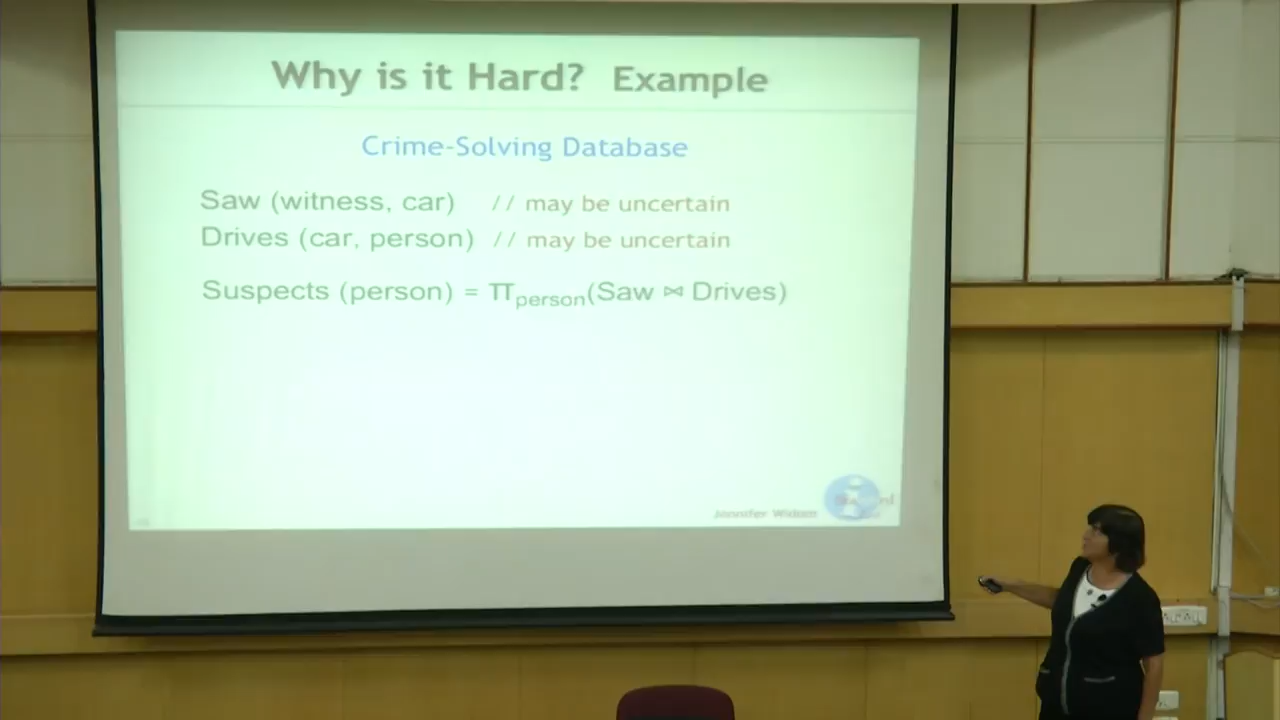 Why is it Hard? Example
Crime-Solving Database
Saw (witness, car) // may be uncertain
Drives (car, person) // may be uncertain
Suspects (person) = π person(Saw ⋈ Drives)
Jennifer Widom